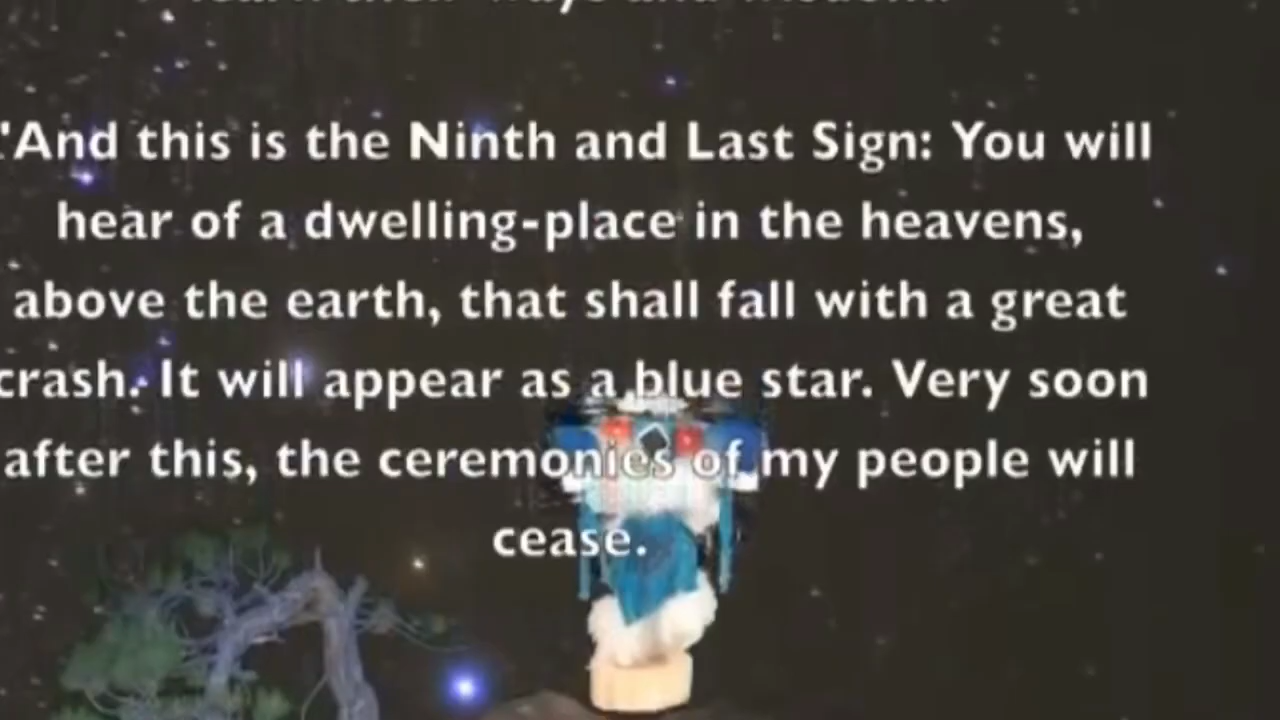 "And this is the Ninth and Last Sign: You will
hear of a dwelling-place in the heavens,
above the earth, that shall fall with a great
crash. It will appear as a blue star. Very soon
after this, the ceremonies of my people will
cease.